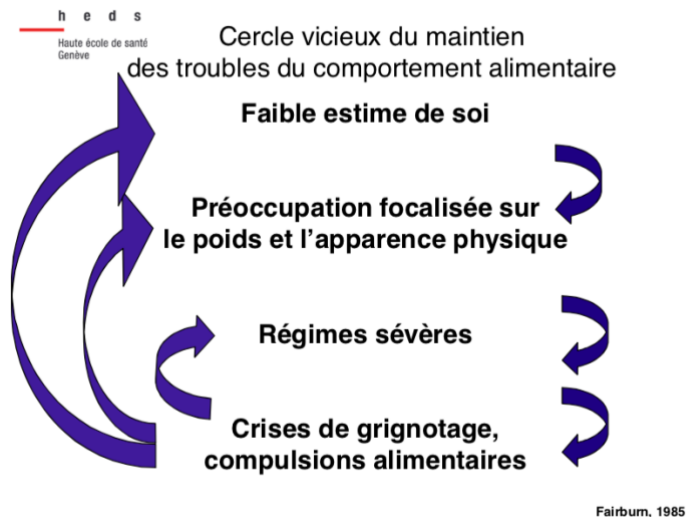 h e d s
Haute école de santé
Genève
Cercle vicieux du maintien
des troubles du comportement alimentaire
Faible estime de soi
Préoccupation focalisée sur
le poids et l'apparence physique
Régimes sévères
Crises de grignotage,
compulsions alimentaires
Fairburn, 1985